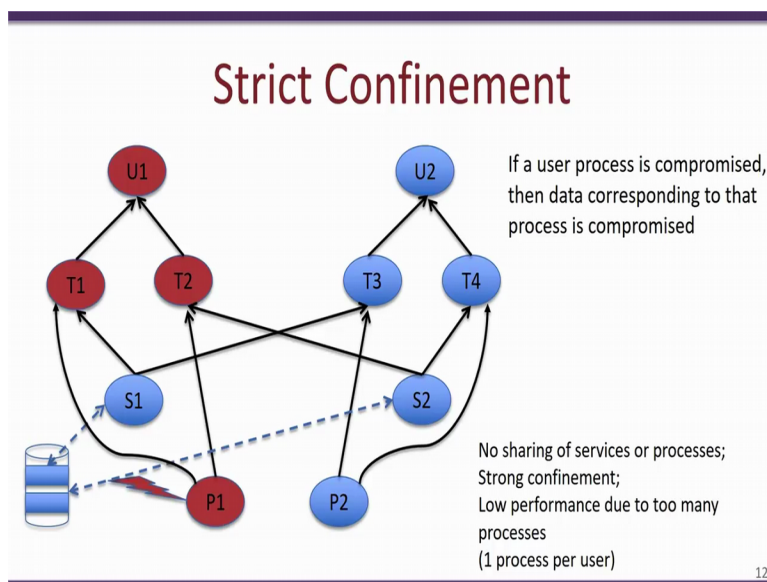 Strict Confinement
U1
U2
If a user process is compromised,
then data corresponding to that
process is compromised
T1
T2
T3
T4
S1
S2
No sharing of services or processes;
Strong confinement;
Low performance due to too many
processes
(1 process per user)
P1
P2
12